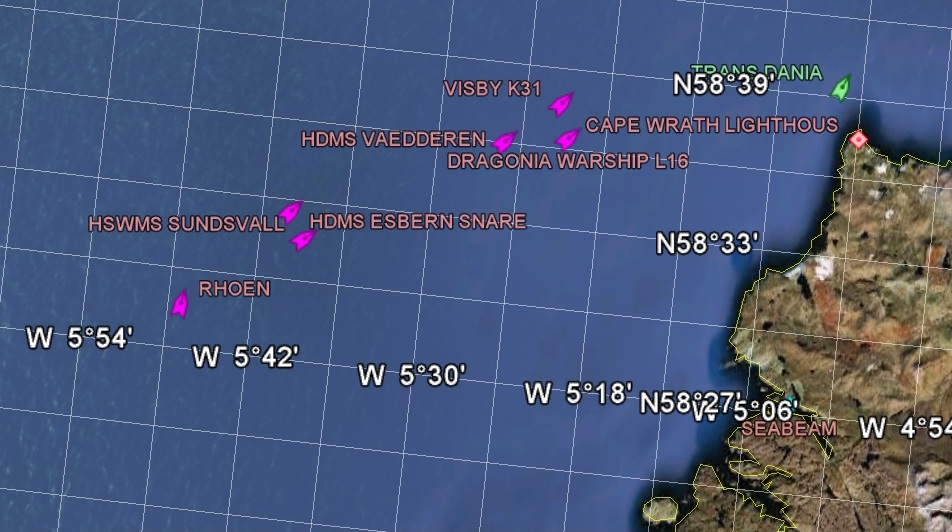 TRANS DANIA
N58°39'
VISBY K31
CAPE WRATH LIGHTHOUS
HDMS VAEDDEREN
DRAGONIA WARSHIP L16
HSWMS SUNDSVALL
HDMS ESBERN SNARE
N58°33'
RHOEN
W 5°54'
W 5°42'
W 5°30'
W 5°18'
N58°27'
W 5°06'
SEABEAM
W 4°54